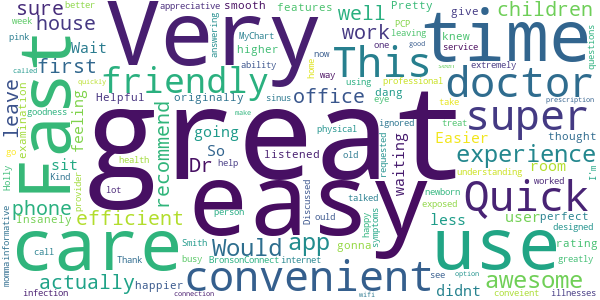 sure
house
Wait
week
better
pink
first
leave
examination
Fast
goodness
feeling
called
friendly
Helpful
Very
appreciative
smooth
features
MyChart
answering
higher
ability
originally
quickly
office
well
PCP
leaving
now
one
good
way
work
Pretty
give
knew
service
children
questions
time
This
doctor
home
using
professional
extremely
great
super
sinus
eye
dang
take
prescription
make
physical
ignored
treat
Easier
thought
recommend
going
So
Dr
help
listened
old
requested
waiting
experience
understanding
room
I'm
sit
Kind
Holly
health
provider
lot
easy
Quick
worked
phone
Insanely
efficient
person
Discussed
talked
happy
symptoms
newborn
exposed
less
user
perfect
designed
rating
greatly
momma
informative
care
Would
app
ould
gonna
use
call
actually
Thank
Smith
busy
happier
BronsonConnect
internet
convenient
connection
wifi
see
option
didnt
awesome
infection
convient
illnesses